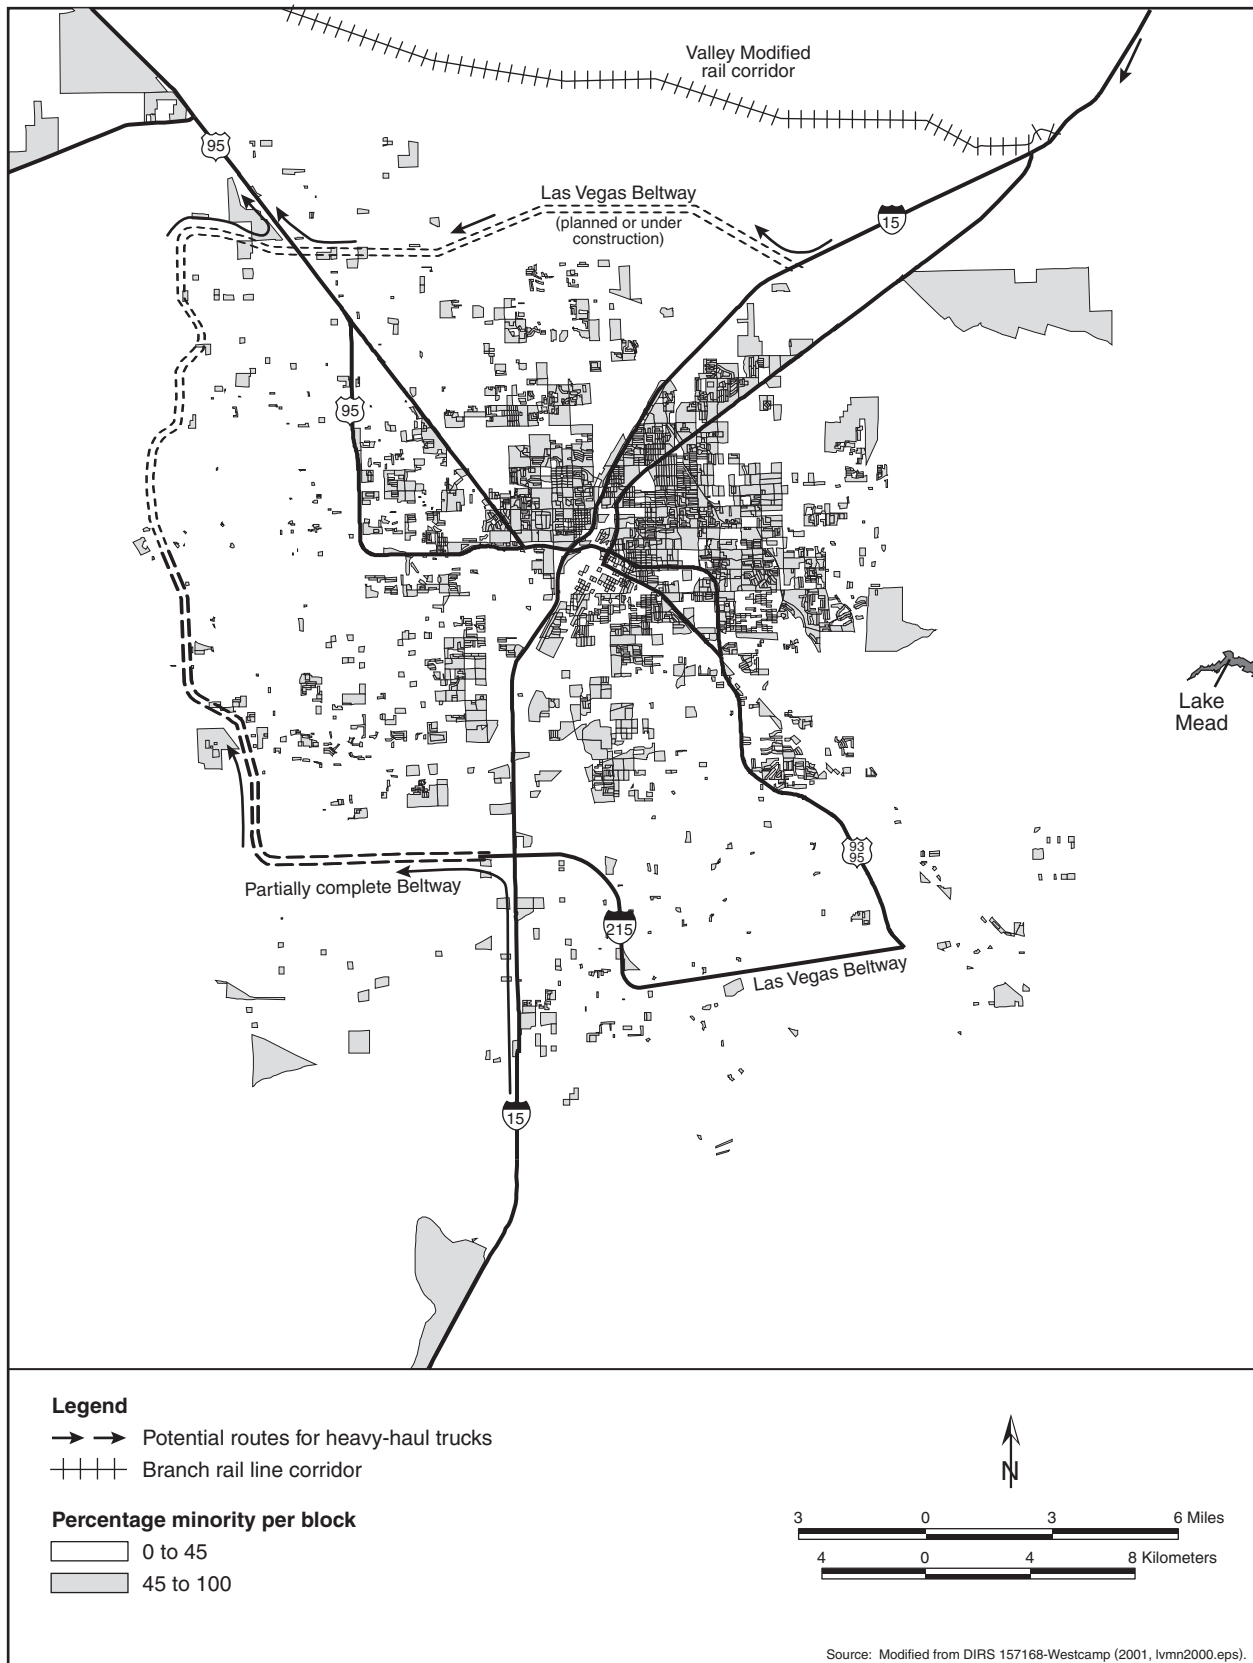 Valley Modified
rail corridor
95
Las Vegas Beltway
(planned or under
construction)
15
95
Lake
Mead
93
95
Partially complete Beltway
215
Las Vegas Beltway
15
Legend
Potential routes for heavy-haul trucks
Branch rail line corridor
Percentage minority per block
0 to 45
45 to 100
N
3 0 3 6 Miles
4 0 4 8 Kilometers
Source: Modified from DIRS 157168-Westcamp (2001, lvmn2000.eps).